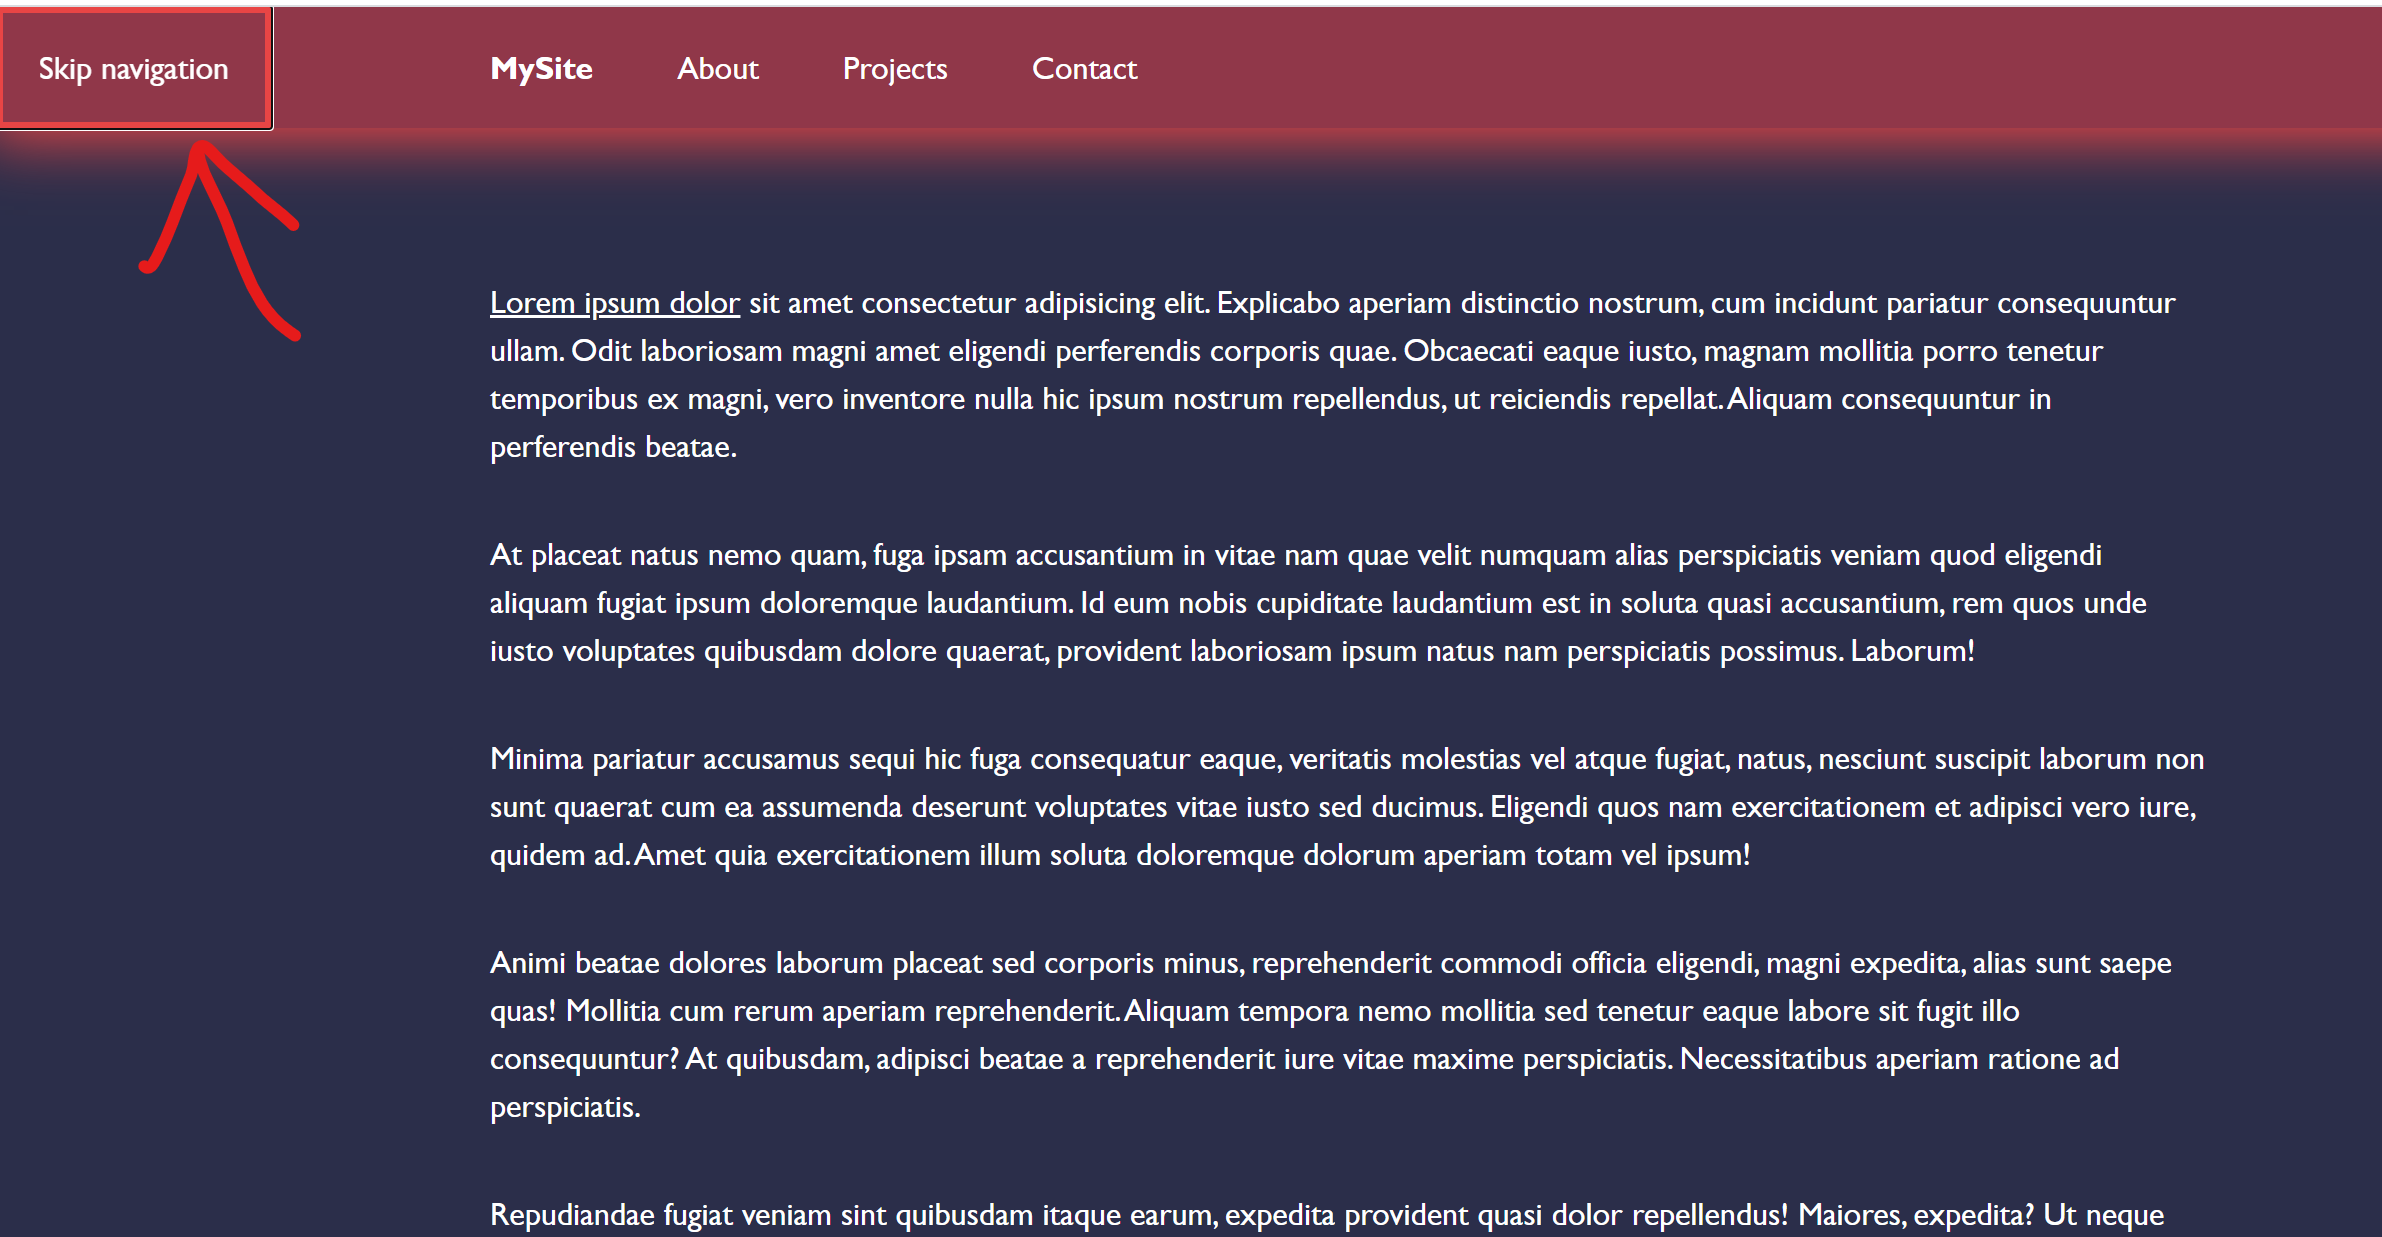 Skip navigation MySite About Projects Contact
Lorem ipsum dolor sit amet consectetur adipisicing elit. Explicabo aperiam distinctio nostrum, cum incidunt pariatur consequuntur
ullam. Odit laboriosam magni amet eligendi perferendis corporis quae. Obcaecati eaque iusto, magnam mollitia porro tenetur
temporibus ex magni, vero inventore nulla hic ipsum nostrum repellendus, ut reiciendis repellat. Aliquam consequuntur in
perferendis beatae.
At placeat natus nemo quam, fuga ipsam accusantium in vitae nam quae velit numquam alias perspiciatis veniam quod eligendi
aliquam fugiat ipsum doloremque laudantium. Id eum nobis cupiditate laudantium est in soluta quasi accusantium, rem quos unde
iusto voluptates quibusdam dolore quaerat, provident laboriosam ipsum natus nam perspiciatis possimus. Laborum!
Minima pariatur accusamus sequi hic fuga consequatur eaque, veritatis molestias vel atque fugiat, natus, nesciunt suscipit laborum non
sunt quaerat cum ea assumenda deserunt voluptates vitae iusto sed ducimus. Eligendi quos nam exercitationem et adipisci vero iure,
quidem ad. Amet quia exercitationem illum soluta doloremque dolorum aperiam totam vel ipsum!
Animi beatae dolores laborum placeat sed corporis minus, reprehenderit commodi officia eligendi, magni expedita, alias sunt saepe
quas! Mollitia cum rerum aperiam reprehenderit. Aliquam tempora nemo mollitia sed tenetur eaque labore sit fugit illo
consequuntur? At quibusdam, adipisci beatae a reprehenderit iure vitae maxime perspiciatis. Necessitatibus aperiam ratione ad
perspiciatis.
Repudiandae fugiat veniam sint quibusdam itaque earum, expedita provident quasi dolor repellendus! Maiores, expedita? Ut neque